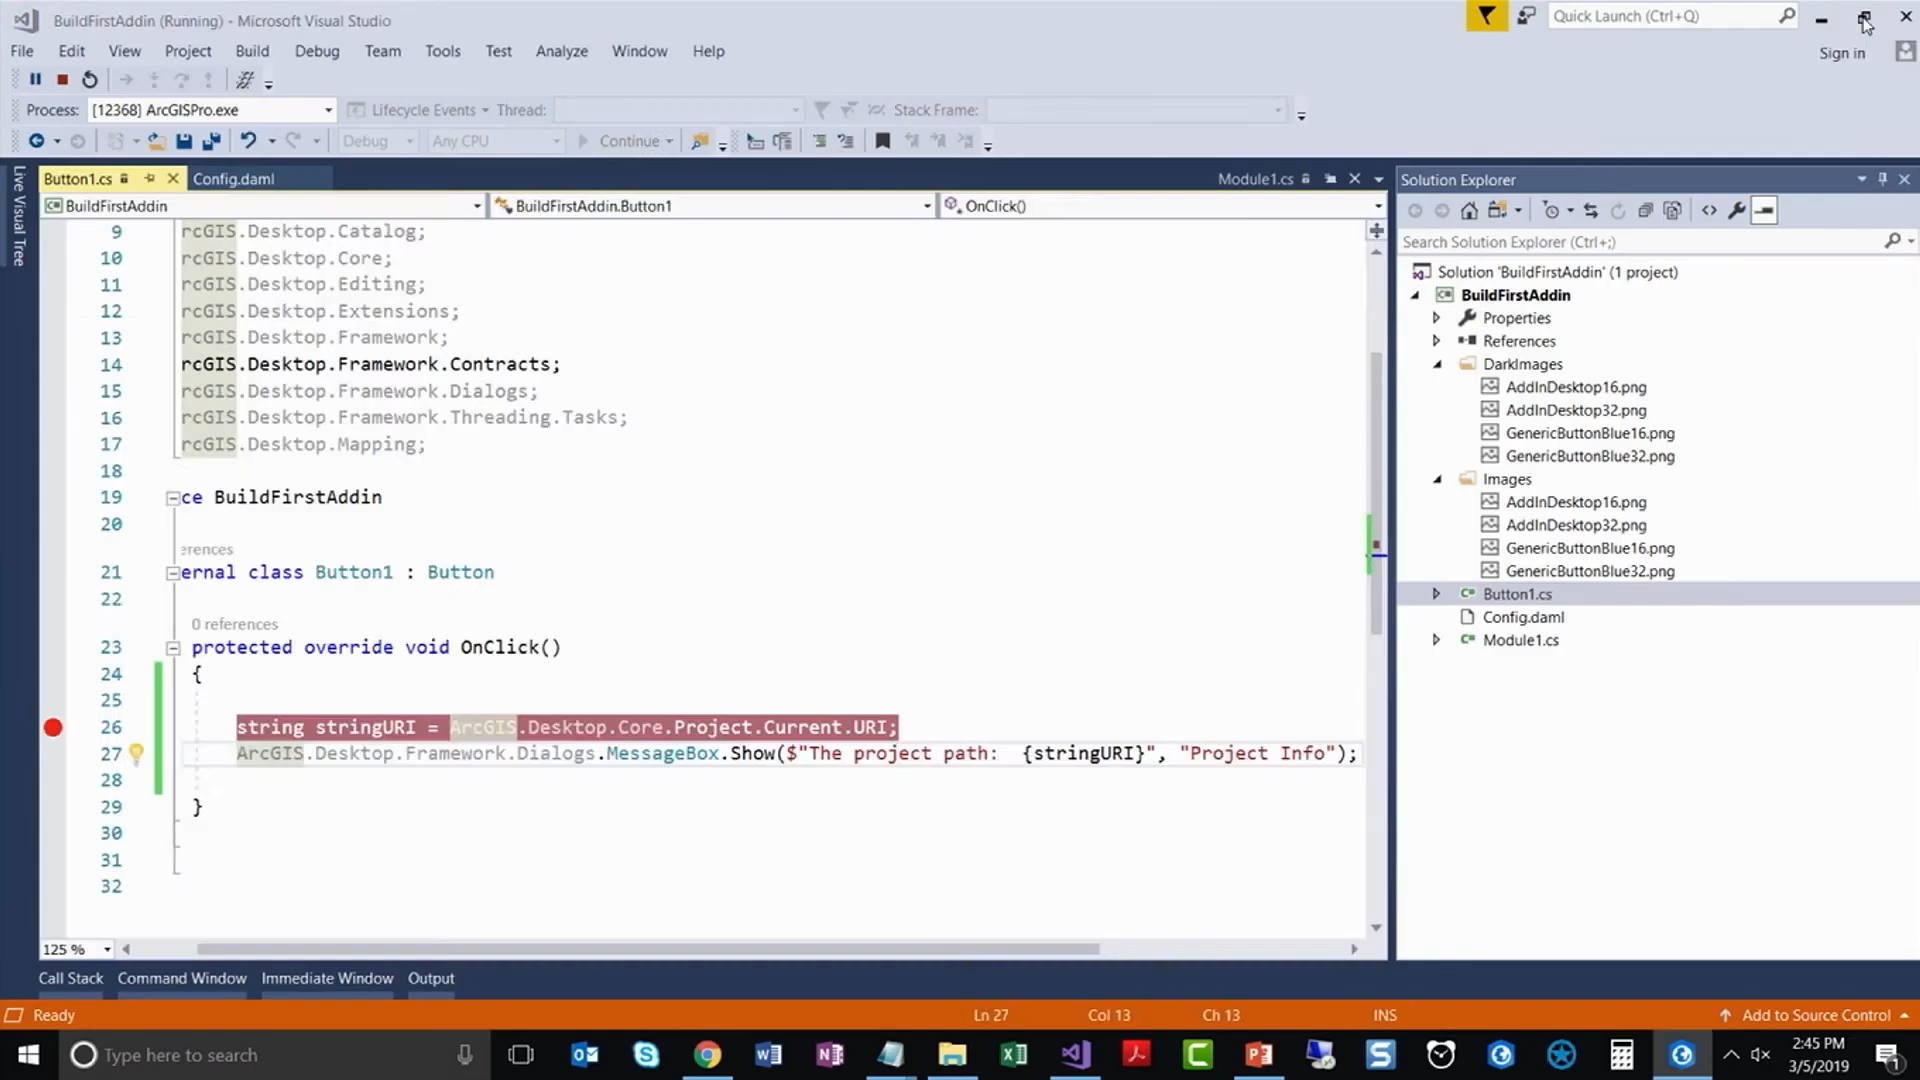 BuildFirstAddin (Running) - Microsoft Visual Studio
Quick Launch (Ctrl+Q)
File Edit View Project Build Debug Team Tools Test Analyze Window Help
Sign in
Process: [12368] ArcGISPro.exe Lifecycle Events Thread: Stack Frame:
Debug Any CPU Continue
Live Visual Tree
Button1.cs Config.daml Module1.cs
BuildFirstAddin BuildFirstAddin.Button1 OnClick()
9 rcGIS.Desktop.Catalog;
10 rcGIS.Desktop.Core;
11 rcGIS.Desktop.Editing;
12 rcGIS.Desktop.Extensions;
13 rcGIS.Desktop.Framework;
14 rcGIS.Desktop.Framework.Contracts;
15 rcGIS.Desktop.Framework.Dialogs;
16 rcGIS.Desktop.Framework.Threading.Tasks;
17 rcGIS.Desktop.Mapping;
18
19 ce BuildFirstAddin
20
erences
21 ernal class Button1 : Button
22
0 references
23 protected override void OnClick()
24 {
25
26 string stringURI = ArcGIS.Desktop.Core.Project.Current.URI;
27 ArcGIS.Desktop.Framework.Dialogs.MessageBox.Show($"The project path:  {stringURI}", "Project Info");
28
29 }
30
31
32
125 %
Solution Explorer
Search Solution Explorer (Ctrl+;)
Solution 'BuildFirstAddin' (1 project)
BuildFirstAddin
Properties
References
DarkImages
AddInDesktop16.png
AddInDesktop32.png
GenericButtonBlue16.png
GenericButtonBlue32.png
Images
AddInDesktop16.png
AddInDesktop32.png
GenericButtonBlue16.png
GenericButtonBlue32.png
Button1.cs
Config.daml
Module1.cs
Call Stack Command Window Immediate Window Output
Ready Ln 27 Col 13 Ch 13 INS Add to Source Control
Type here to search
2:45 PM
3/5/2019
1